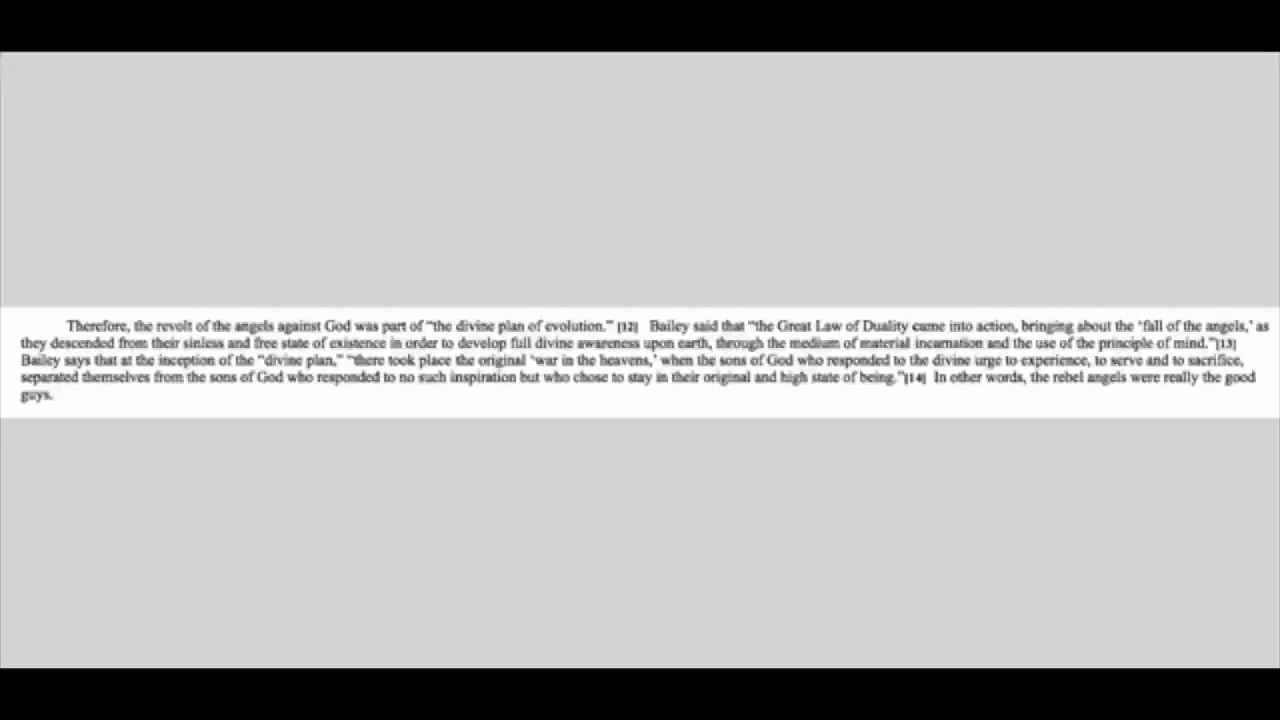 Therefore, the revolt of the angels against God was part of “the divine plan of evolution.” [12] Bailey said that “the Great Law of Duality came into action, bringing about the ‘fall of the angels,’ as
they descended from their sinless and free state of existence in order to develop full divine awareness upon earth, through the medium of material incarnation and the use of the principle of mind.”[13]
Bailey says that at the inception of the “divine plan,” “there took place the original ‘war in the heavens,’ when the sons of God who responded to the divine urge to experience, to serve and to sacrifice,
separated themselves from the sons of God who responded to no such inspiration but who chose to stay in their original and high state of being.”[14] In other words, the rebel angels were really the good
guys.